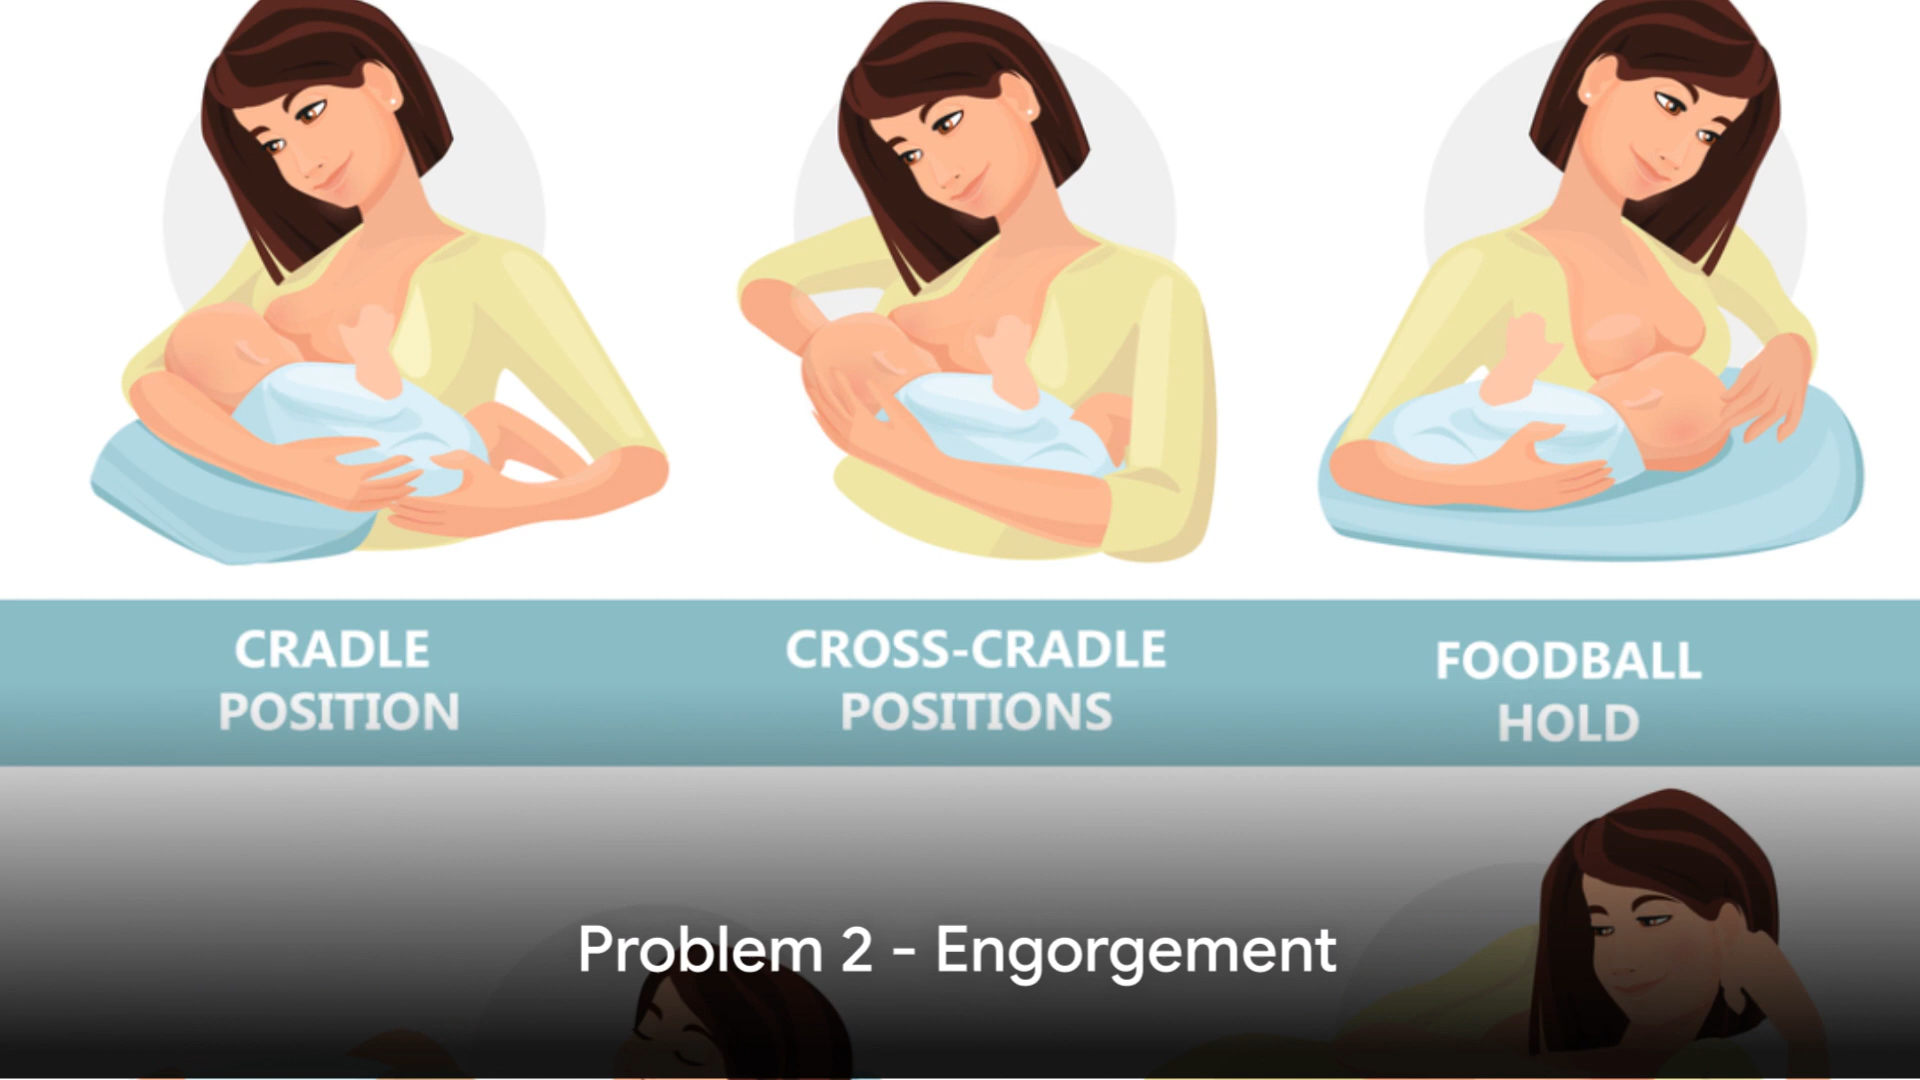 CRADLE
POSITION
CROSS-CRADLE
POSITIONS
FOODBALL
HOLD
Problem 2 - Engorgement